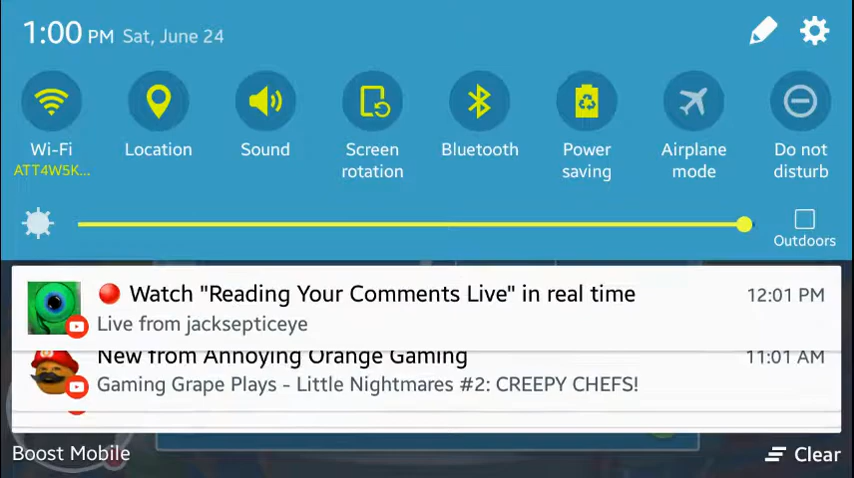 1:00 PM Sat, June 24
Wi-Fi Location Sound Screen rotation Bluetooth Power saving Airplane mode Do not disturb
ATT4W5K...
Outdoors
Watch "Reading Your Comments Live" in real time 12:01 PM
Live from jacksepticeye
New from Annoying Orange Gaming 11:01 AM
Gaming Grape Plays - Little Nightmares #2: CREEPY CHEFS!
Boost Mobile Clear